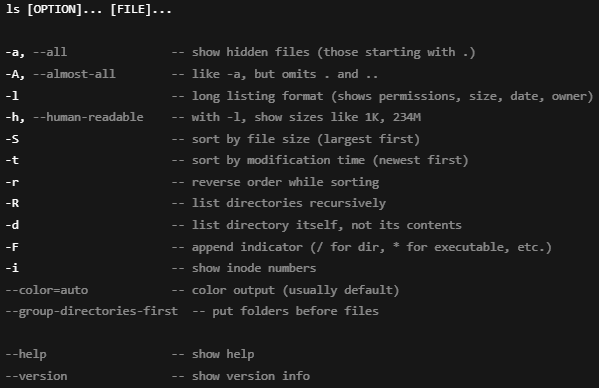 ls [OPTION]... [FILE]...
-a, --all -- show hidden files (those starting with .)
-A, --almost-all -- like -a, but omits . and ..
-l -- long listing format (shows permissions, size, date, owner)
-h, --human-readable -- with -l, show sizes like 1K, 234M
-S -- sort by file size (largest first)
-t -- sort by modification time (newest first)
-r -- reverse order while sorting
-R -- list directories recursively
-d -- list directory itself, not its contents
-F -- append indicator (/ for dir, * for executable, etc.)
-i -- show inode numbers
--color=auto -- color output (usually default)
--group-directories-first -- put folders before files
--help -- show help
--version -- show version info